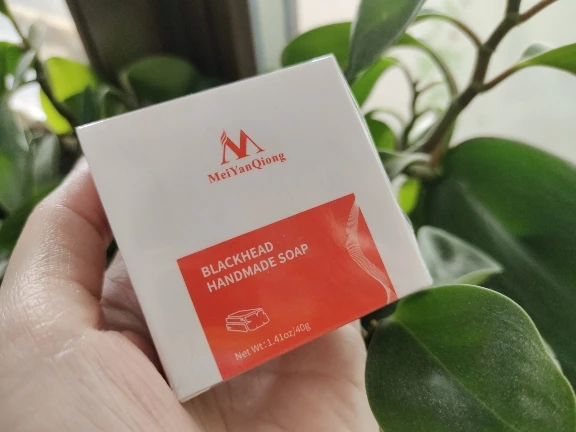 MeiYanQiong
BLACKHEAD
HANDMADE SOAP
Net Wt:1.41oz/40g